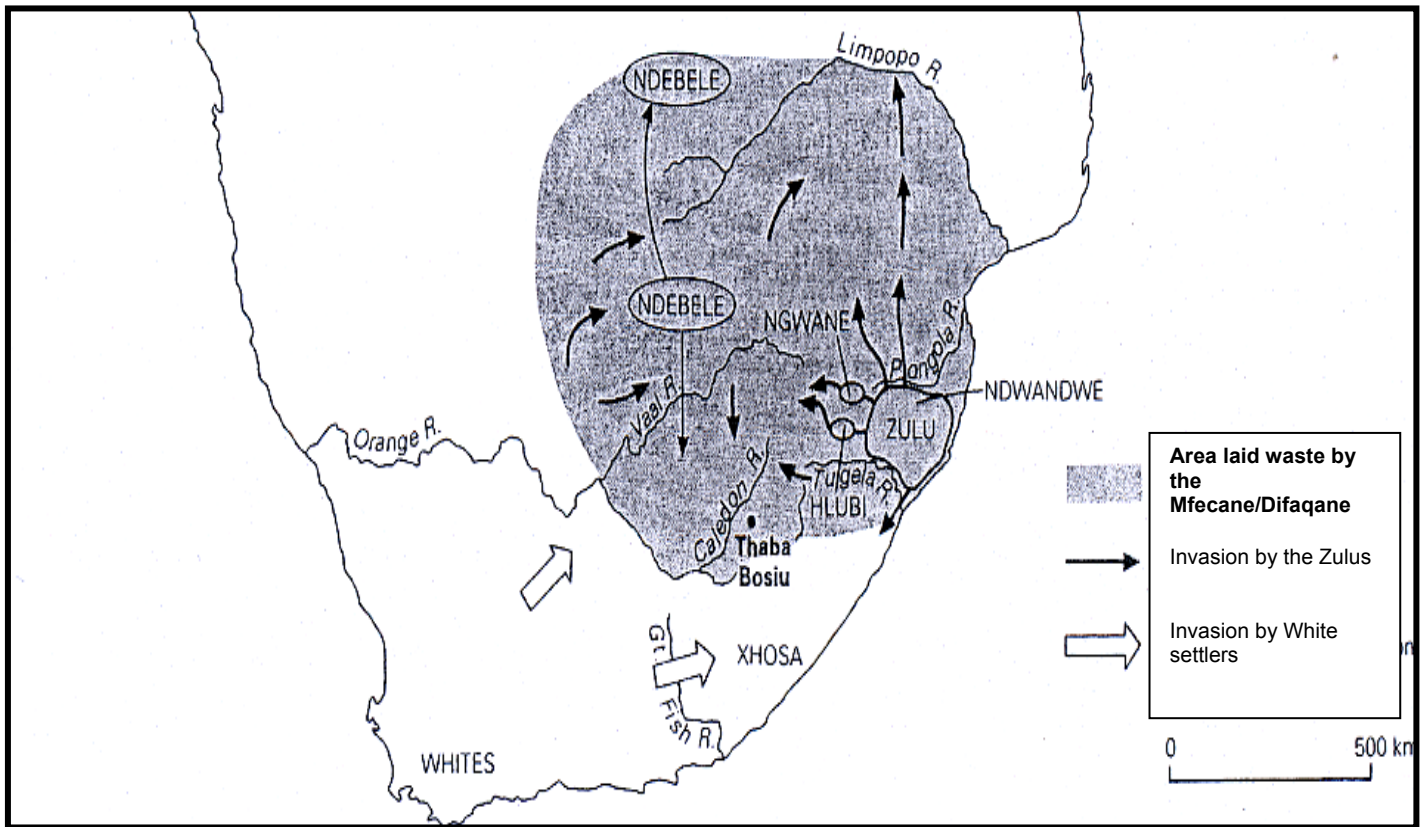 Limpopo R.
NDEBELE
NDEBELE
NGWANE
Pongola R.
NDWANDWE
ZULU
Vaal R.
Orange R.
Tulgela R.
HLUBI
Caledon R.
Thaba
Bosiu
XHOSA
Gt. Fish R.
WHITES
Area laid waste by
the
Mfecane/Difaqane
Invasion by the Zulus
Invasion by White
settlers
0 500 km